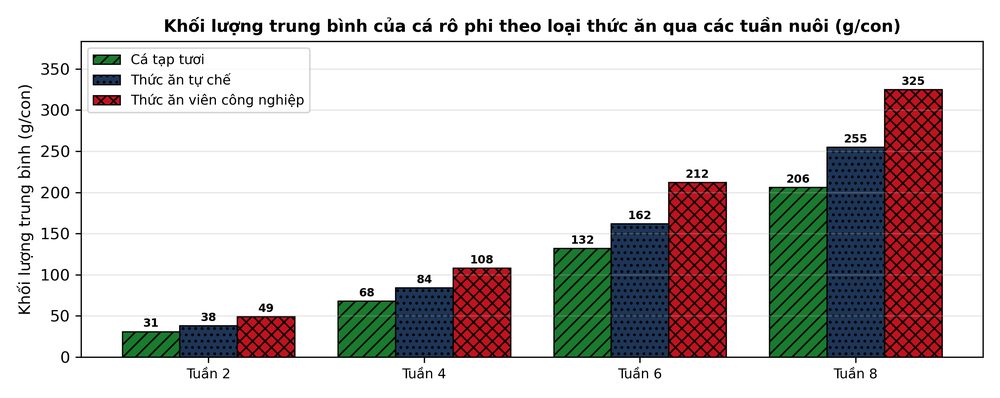 Khối lượng trung bình của cá rô phi theo loại thức ăn qua các tuần nuôi (g/con)
Khối lượng trung bình (g/con)
350
300
250
200
150
100
50
0
Cá tạp tươi
Thức ăn tự chế
Thức ăn viên công nghiệp
31
38
49
68
84
108
132
162
212
206
255
325
Tuần 2
Tuần 4
Tuần 6
Tuần 8